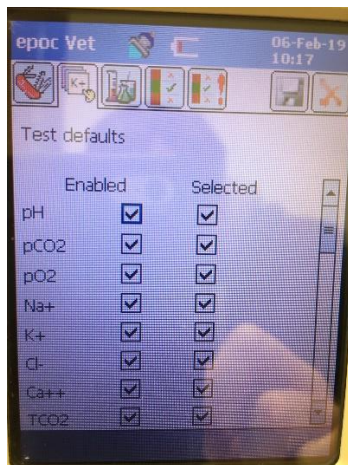 epoc Vet 06-Feb-19
10:17
K+
Test defaults
Enabled Selected
pH
pCO2
pO2
Na+
K+
Cl-
Ca++
TCO2